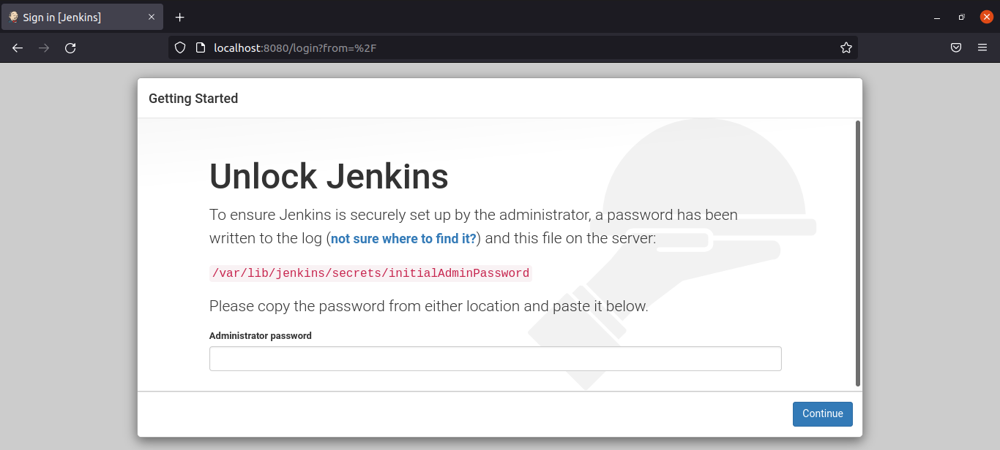 Sign in [Jenkins]
localhost:8080/login?from=%2F
Getting Started
Unlock Jenkins
To ensure Jenkins is securely set up by the administrator, a password has been
written to the log (not sure where to find it?) and this file on the server:
/var/lib/jenkins/secrets/initialAdminPassword
Please copy the password from either location and paste it below.
Administrator password
Continue